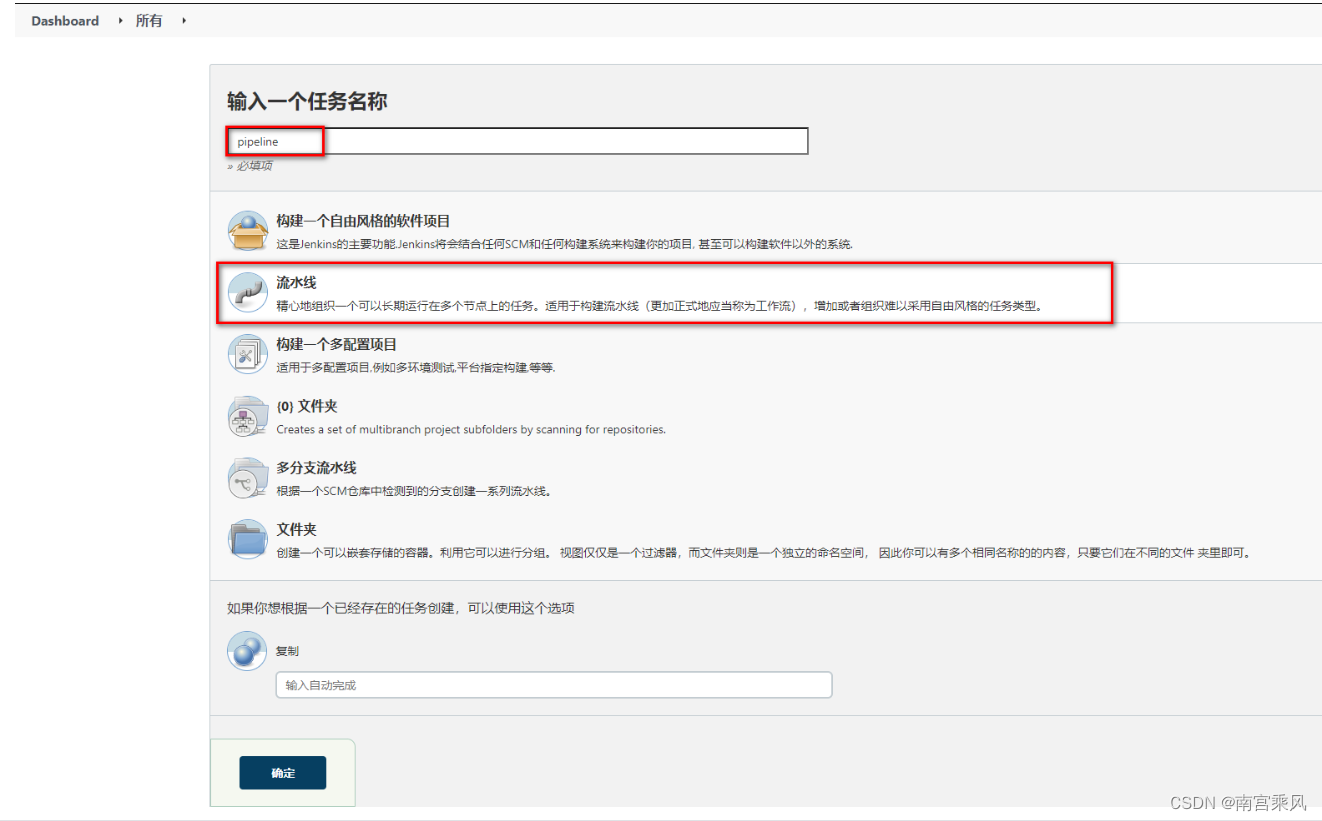 Dashboard 所有
输入一个任务名称
pipeline
» 必填项
构建一个自由风格的软件项目
这是Jenkins的主要功能.Jenkins将会结合任何SCM和任何构建系统来构建你的项目, 甚至可以构建软件以外的系统.
流水线
精心地组织一个可以长期运行在多个节点上的任务。适用于构建流水线（更加正式地应当称为工作流），增加或者组织难以采用自由风格的任务类型。
构建一个多配置项目
适用于多配置项目,例如多环境测试,平台指定构建,等等.
{0} 文件夹
Creates a set of multibranch project subfolders by scanning for repositories.
多分支流水线
根据一个SCM仓库中检测到的分支创建一系列流水线。
文件夹
创建一个可以嵌套存储的容器。利用它可以进行分组。 视图仅仅是一个过滤器，而文件夹则是一个独立的命名空间， 因此你可以有多个相同名称的的内容，只要它们在不同的文件 夹里即可。
如果你想根据一个已经存在的任务创建，可以使用这个选项
复制
输入自动完成
确定
CSDN @南宫乘风